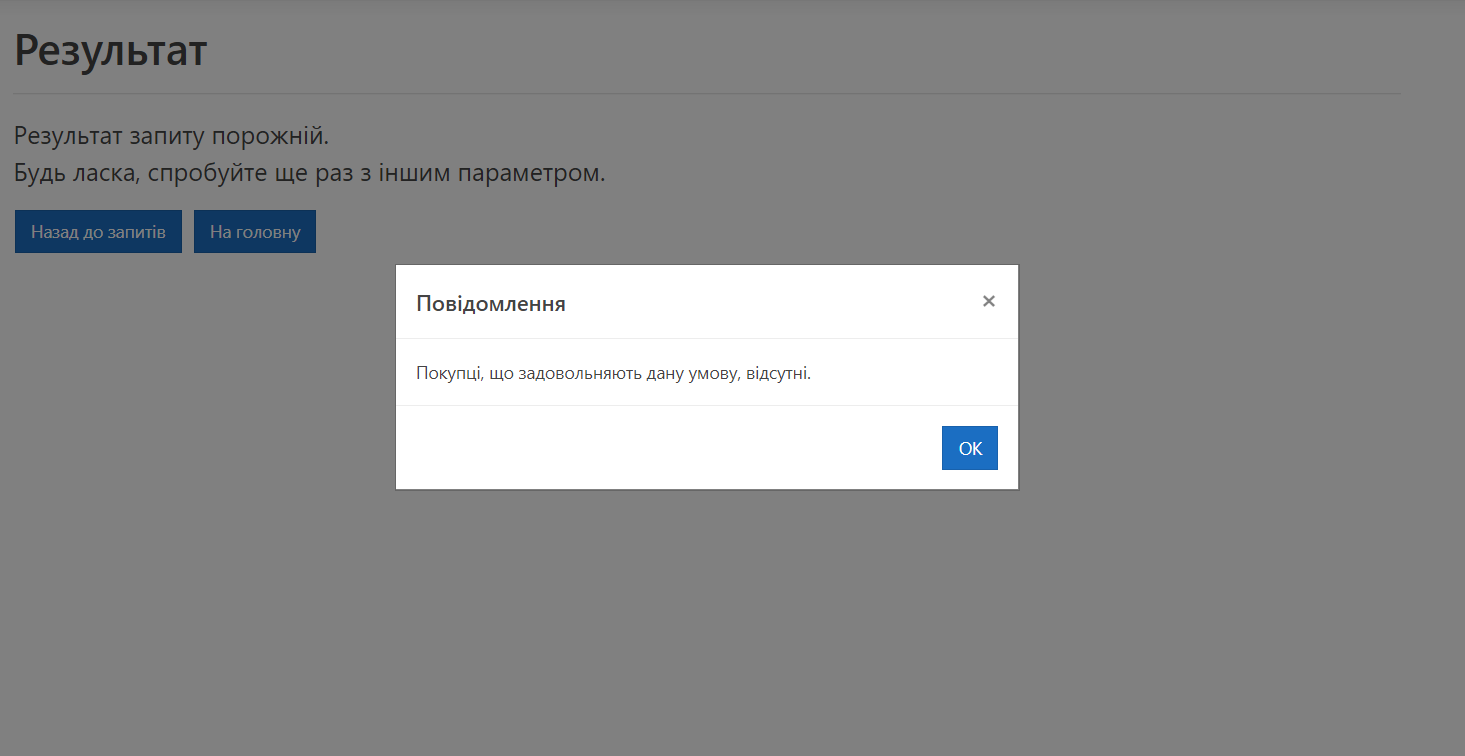 Результат
Результат запиту порожній.
Будь ласка, спробуйте ще раз з іншим параметром.
Назад до запитів На головну
Повідомлення ×
Покупці, що задовольняють дану умову, відсутні.
ОК